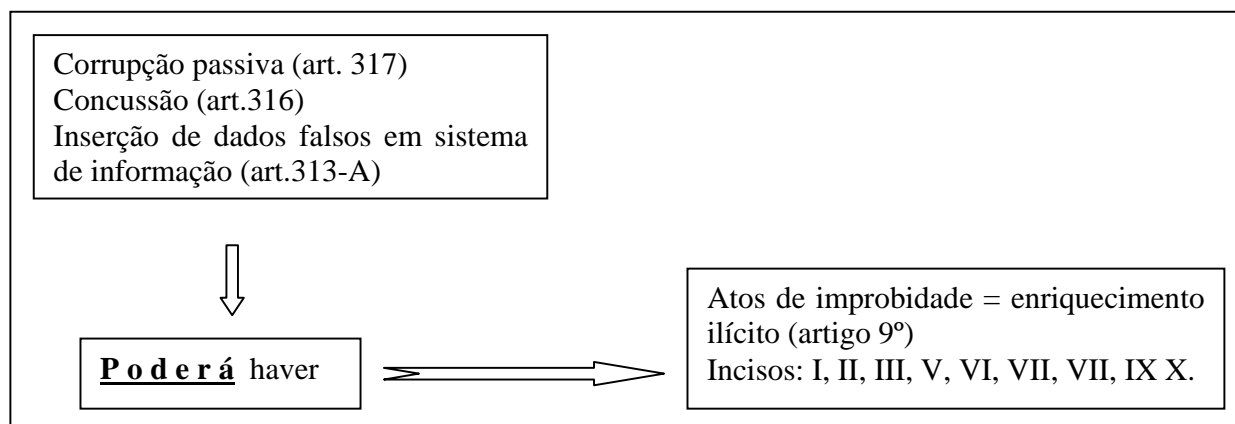 Corrupção passiva (art. 317)
Concussão (art.316)
Inserção de dados falsos em sistema
de informação (art.313-A)
Poderá haver
Atos de improbidade = enriquecimento
ilícito (artigo 9º)
Incisos: I, II, III, V, VI, VII, VII, IX X.